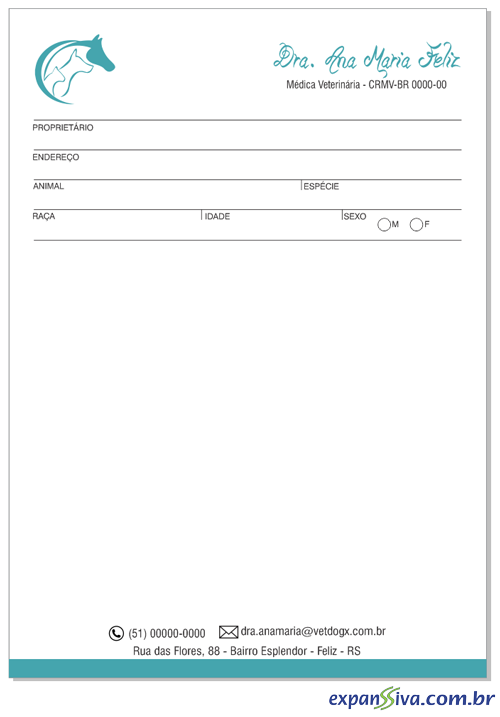 Dra. Ana Maria Feliz
Médica Veterinária - CRMV-BR 0000-00
PROPRIETÁRIO
ENDEREÇO
ANIMAL ESPÉCIE
RAÇA IDADE SEXO M F
(51) 00000-0000 dra.anamaria@vetdogx.com.br
Rua das Flores, 88 - Bairro Esplendor - Feliz - RS
expanssiva.com.br